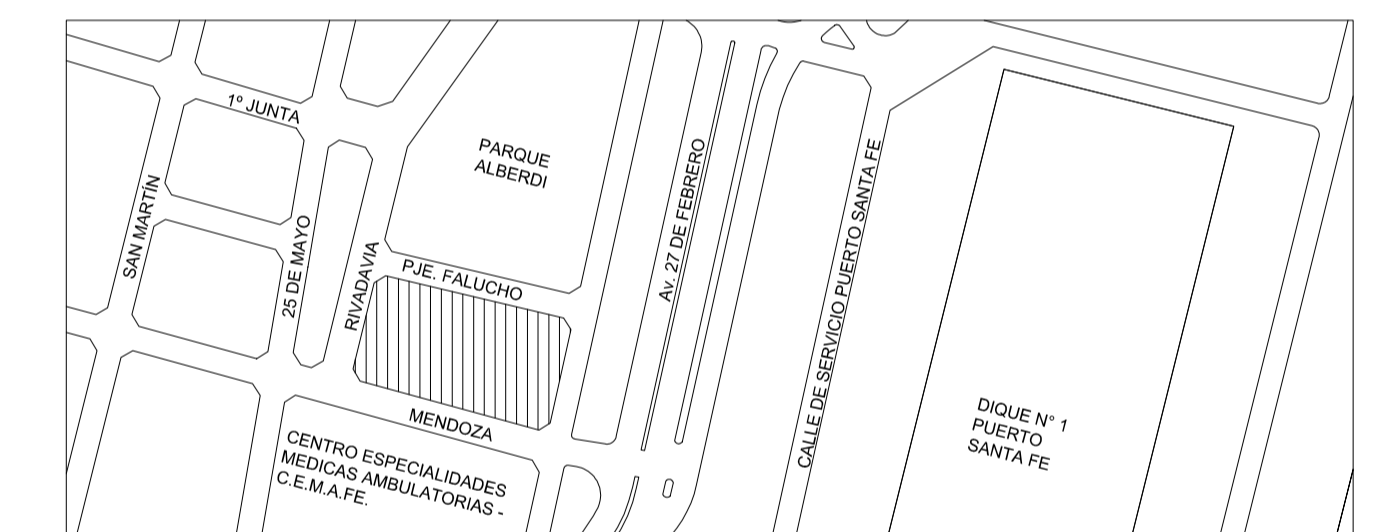 1º JUNTA
PARQUE
ALBERDI
SAN MARTÍN
25 DE MAYO
RIVADAVIA
PJE. FALUCHO
Av. 27 DE FEBRERO
CALLE DE SERVICIO PUERTO SANTA FE
MENDOZA
DIQUE N° 1
PUERTO
SANTA FE
CENTRO ESPECIALIDADES
MEDICAS AMBULATORIAS -
C.E.M.A.FE.